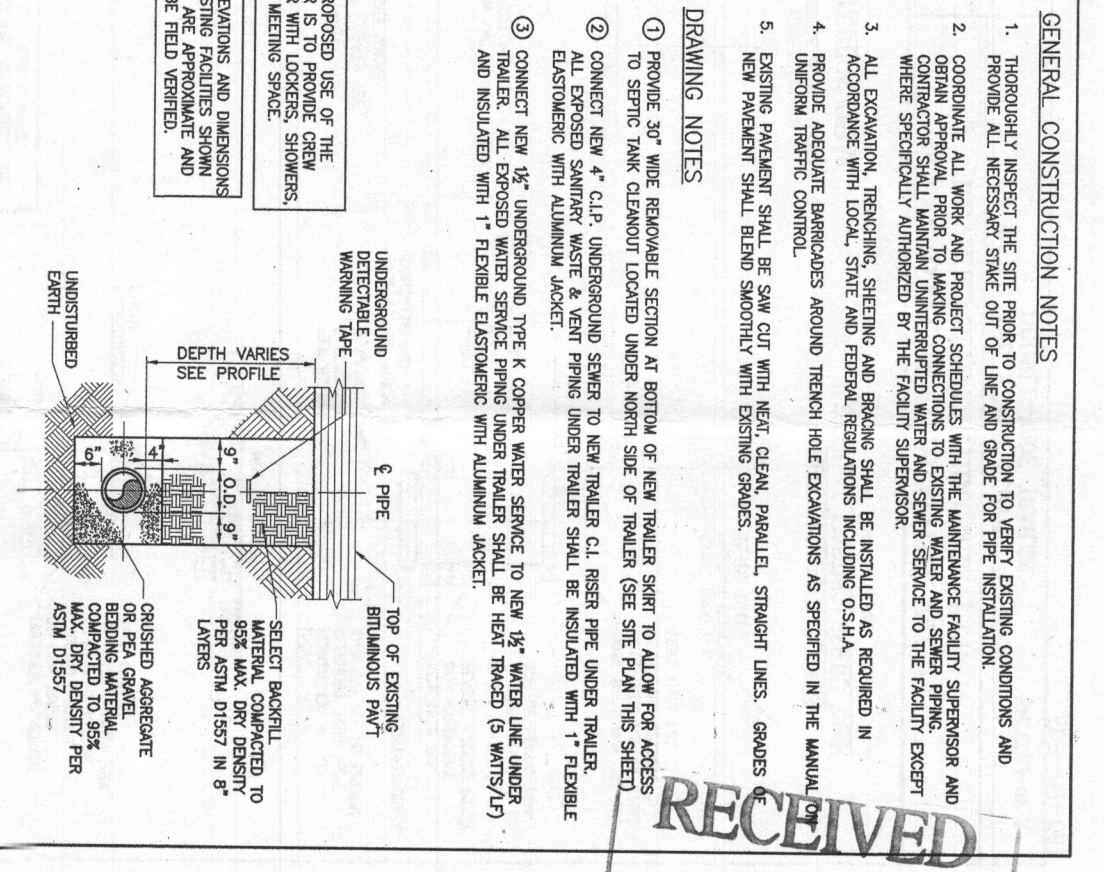 GENERAL CONSTRUCTION NOTES
1. THOROUGHLY INSPECT THE SITE PRIOR TO CONSTRUCTION TO VERIFY EXISTING CONDITIONS AND
PROVIDE ALL NECESSARY STAKE OUT OF LINE AND GRADE FOR PIPE INSTALLATION.
2. COORDINATE ALL WORK AND PROJECT SCHEDULES WITH THE MAINTENANCE FACILITY SUPERVISOR AND
OBTAIN APPROVAL PRIOR TO MAKING CONNECTIONS TO EXISTING WATER AND SEWER PIPING.
CONTRACTOR SHALL MAINTAIN UNINTERRUPTED WATER AND SEWER SERVICE TO THE FACILITY EXCEPT
WHERE SPECIFICALLY AUTHORIZED BY THE FACILITY SUPERVISOR.
3. ALL EXCAVATION, TRENCHING, SHEETING AND BRACING SHALL BE INSTALLED AS REQUIRED IN
ACCORDANCE WITH LOCAL, STATE AND FEDERAL REGULATIONS INCLUDING O.S.H.A.
4. PROVIDE ADEQUATE BARRICADES AROUND TRENCH HOLE EXCAVATIONS AS SPECIFIED IN THE MANUAL ON
UNIFORM TRAFFIC CONTROL.
5. EXISTING PAVEMENT SHALL BE SAW CUT WITH NEAT, CLEAN, PARALLEL, STRAIGHT LINES. GRADES OF
NEW PAVEMENT SHALL BLEND SMOOTHLY WITH EXISTING GRADES.
RECEIVED
DRAWING NOTES
1 PROVIDE 30" WIDE REMOVABLE SECTION AT BOTTOM OF NEW TRAILER SKIRT TO ALLOW FOR ACCESS
TO SEPTIC TANK CLEANOUT LOCATED UNDER NORTH SIDE OF TRAILER (SEE SITE PLAN THIS SHEET)
2 CONNECT NEW 4" C.I.P. UNDERGROUND SEWER TO NEW TRAILER C.I. RISER PIPE UNDER TRAILER.
ALL EXPOSED SANITARY WASTE & VENT PIPING UNDER TRAILER SHALL BE INSULATED WITH 1" FLEXIBLE
ELASTOMERIC WITH ALUMINUM JACKET.
3 CONNECT NEW 1½" UNDERGROUND TYPE K COPPER WATER SERVICE TO NEW 1½" WATER LINE UNDER
TRAILER. ALL EXPOSED WATER SERVICE PIPING UNDER TRAILER SHALL BE HEAT TRACED (5 WATTS/LF)
AND INSULATED WITH 1" FLEXIBLE ELASTOMERIC WITH ALUMINUM JACKET.
ROPOSED USE OF THE
R IS TO PROVIDE CREW
R WITH LOCKERS, SHOWERS,
MEETING SPACE.
EVATIONS AND DIMENSIONS
STING FACILITIES SHOWN
ARE APPROXIMATE AND
BE FIELD VERIFIED.
UNDERGROUND
DETECTABLE
WARNING TAPE
℄ PIPE
TOP OF EXISTING
BITUMINOUS PAV'T
DEPTH VARIES
SEE PROFILE
9" O.D. 9"
4"
6"
UNDISTURBED
EARTH
SELECT BACKFILL
MATERIAL COMPACTED TO
95% MAX. DRY DENSITY
PER ASTM D1557 IN 8"
LAYERS
CRUSHED AGGREGATE
OR PEA GRAVEL
BEDDING MATERIAL
COMPACTED TO 95%
MAX. DRY DENSITY PER
ASTM D1557